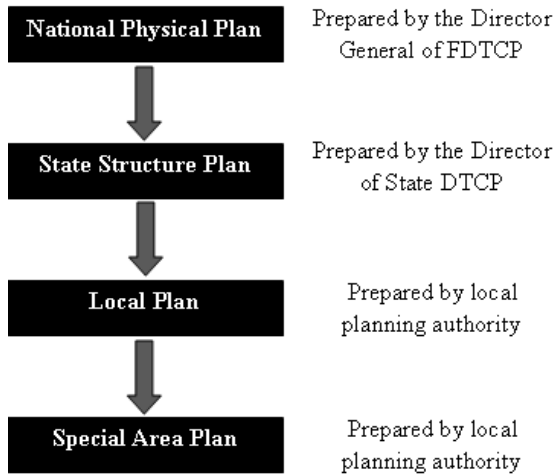 National Physical Plan
Prepared by the Director
General of FDTCP
State Structure Plan
Prepared by the Director
of State DTCP
Local Plan
Prepared by local
planning authority
Special Area Plan
Prepared by local
planning authority